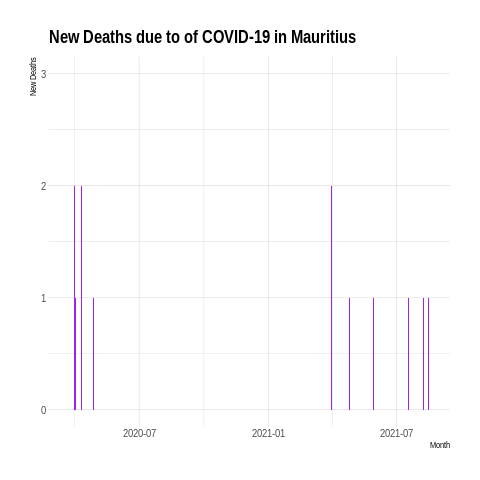 New Deaths due to of COVID-19 in Mauritius
New Deaths
3
2
1
0
2020-07
2021-01
2021-07
Month